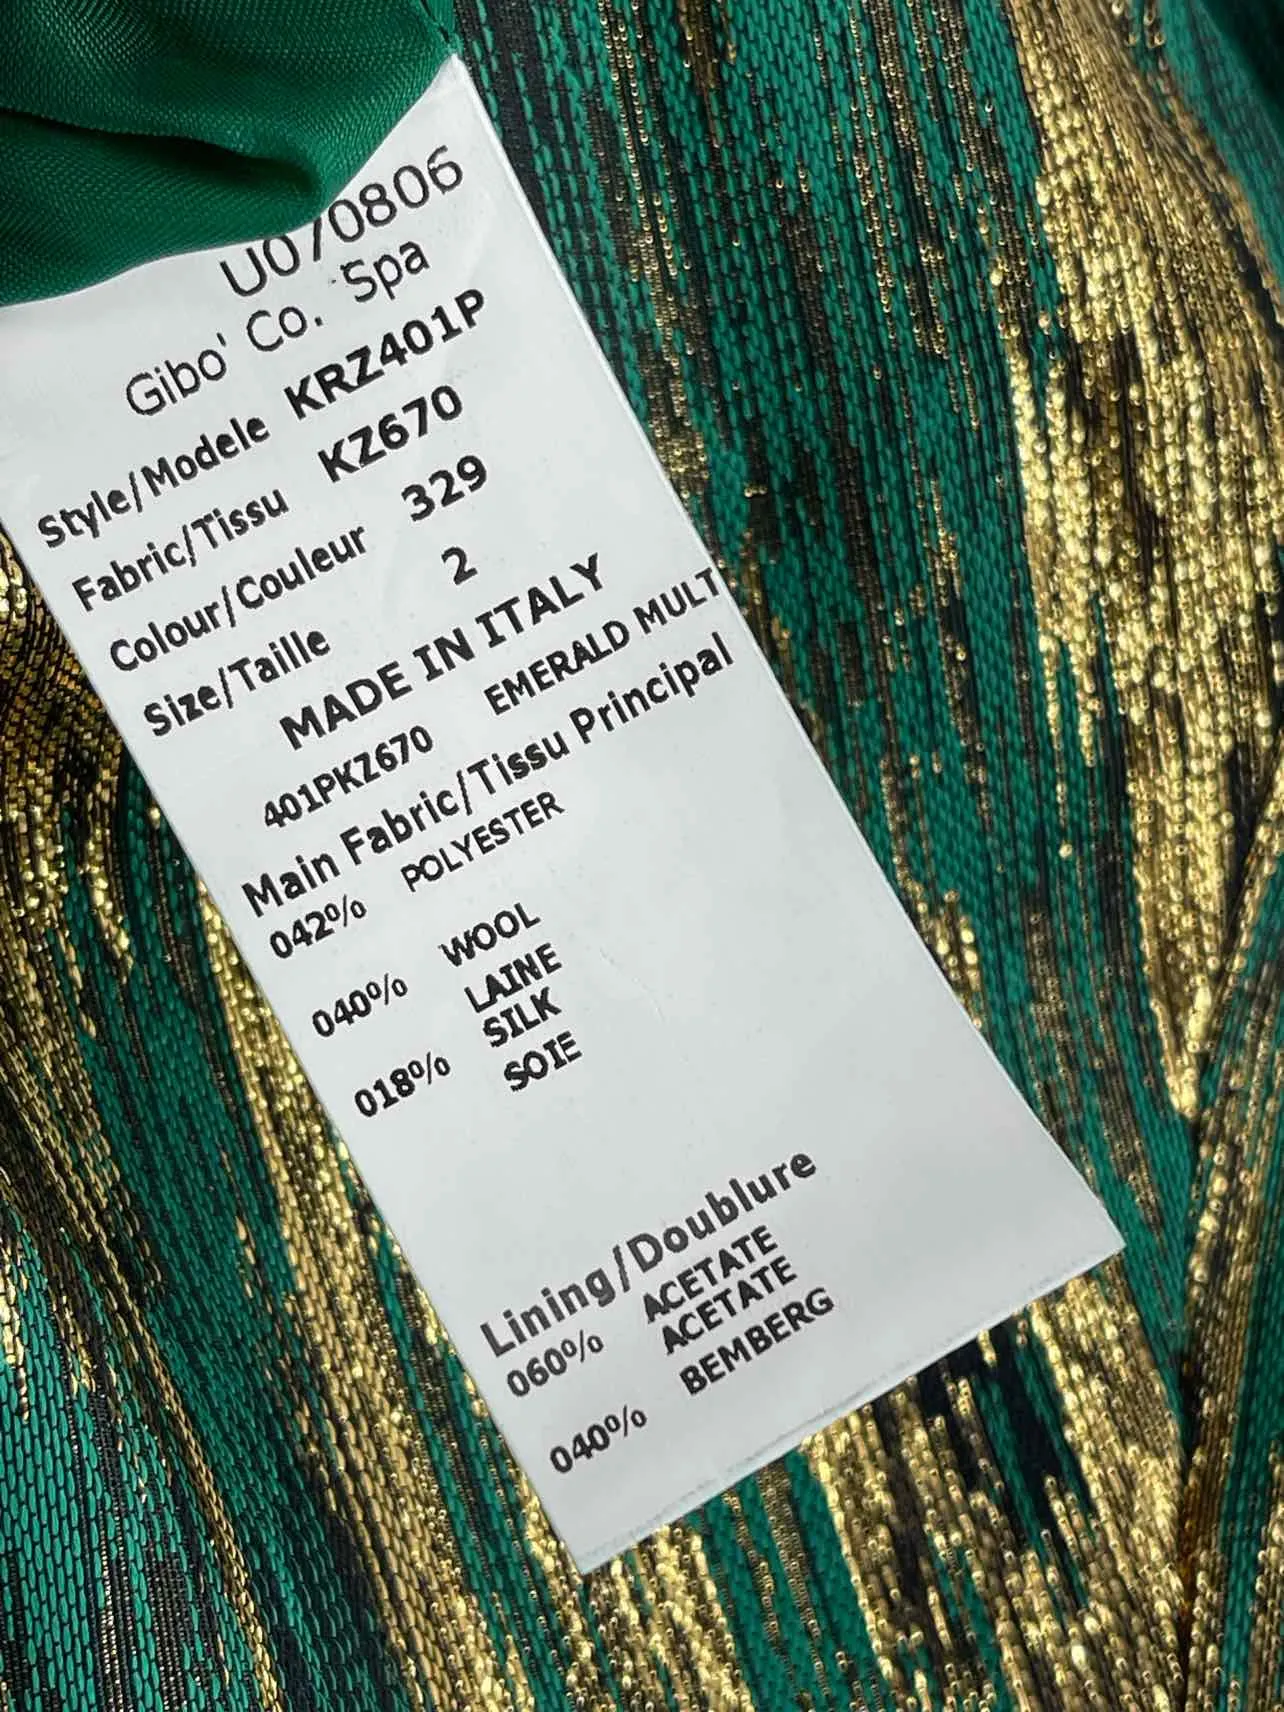 U070806
Gibo' Co. Spa
Style/Modele KRZ401P
Fabric/Tissu KZ670
Colour/Couleur 329
Size/Taille 2
MADE IN ITALY
401PKZ670 EMERALD MULT
Main Fabric/Tissu Principal
042% POLYESTER
040% WOOL
LAINE
018% SILK
SOIE
Lining/Doublure
060% ACETATE
ACETATE
040% BEMBERG